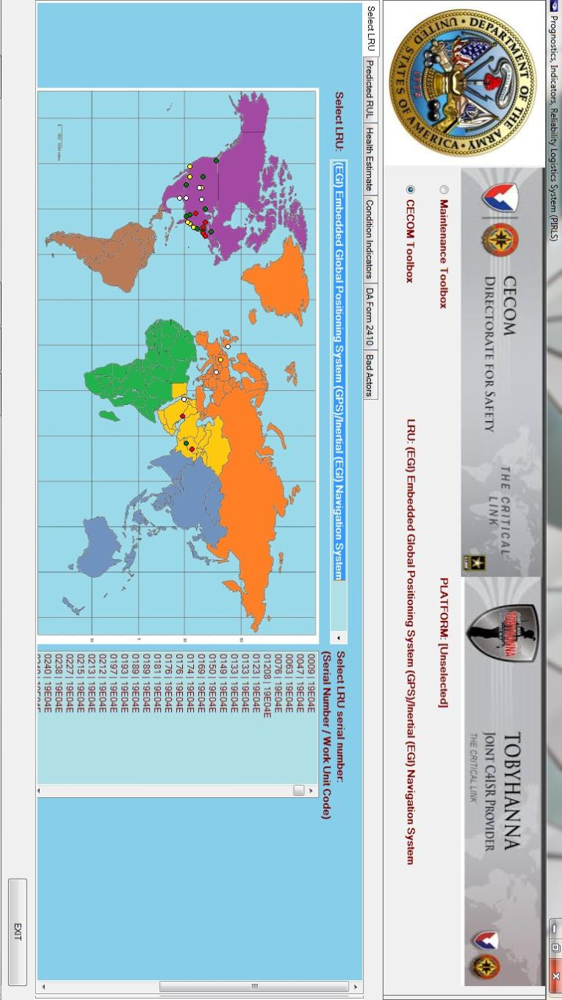 Prognostics, Indicators, Reliability Logistics System (PIRLS)
DEPARTMENT OF THE ARMY
UNITED STATES OF AMERICA
1775
CECOM
DIRECTORATE FOR SAFETY
THE CRITICAL
LINK
TOBYHANNA
TOBYHANNA
JOINT C4ISR PROVIDER
THE CRITICAL LINK
Maintenance Toolbox
PLATFORM: [Unselected]
CECOM Toolbox
LRU: (EGI) Embedded Global Positioning System (GPS)/Inertial (EGI) Navigation System
Select LRU
Predicted RUL
Health Estimate
Condition Indicators
DA Form 2410
Bad Actors
Select LRU:
(EGI) Embedded Global Positioning System (GPS)/Inertial (EGI) Navigation System
Select LRU serial number:
(Serial Number / Work Unit Code)
0009 | 19E04E
0047 | 19E04E
0063 | 19E04E
0076 | 19E04E
01208 | 19E04E
0123 | 19E04E
0133 | 19E04E
0133 | 19E04E
0149 | 19E04E
0150 | 19E04E
0169 | 19E04E
0174 | 19E04E
0176 | 19E04E
0176 | 19E04E
0181 | 19E04E
0189 | 19E04E
0189 | 19E04E
0193 | 19E04E
0197 | 19E04E
0212 | 19E04E
0213 | 19E04E
0215 | 19E04E
0227 | 19E04E
0238 | 19E04E
0240 | 19E04E
EXIT